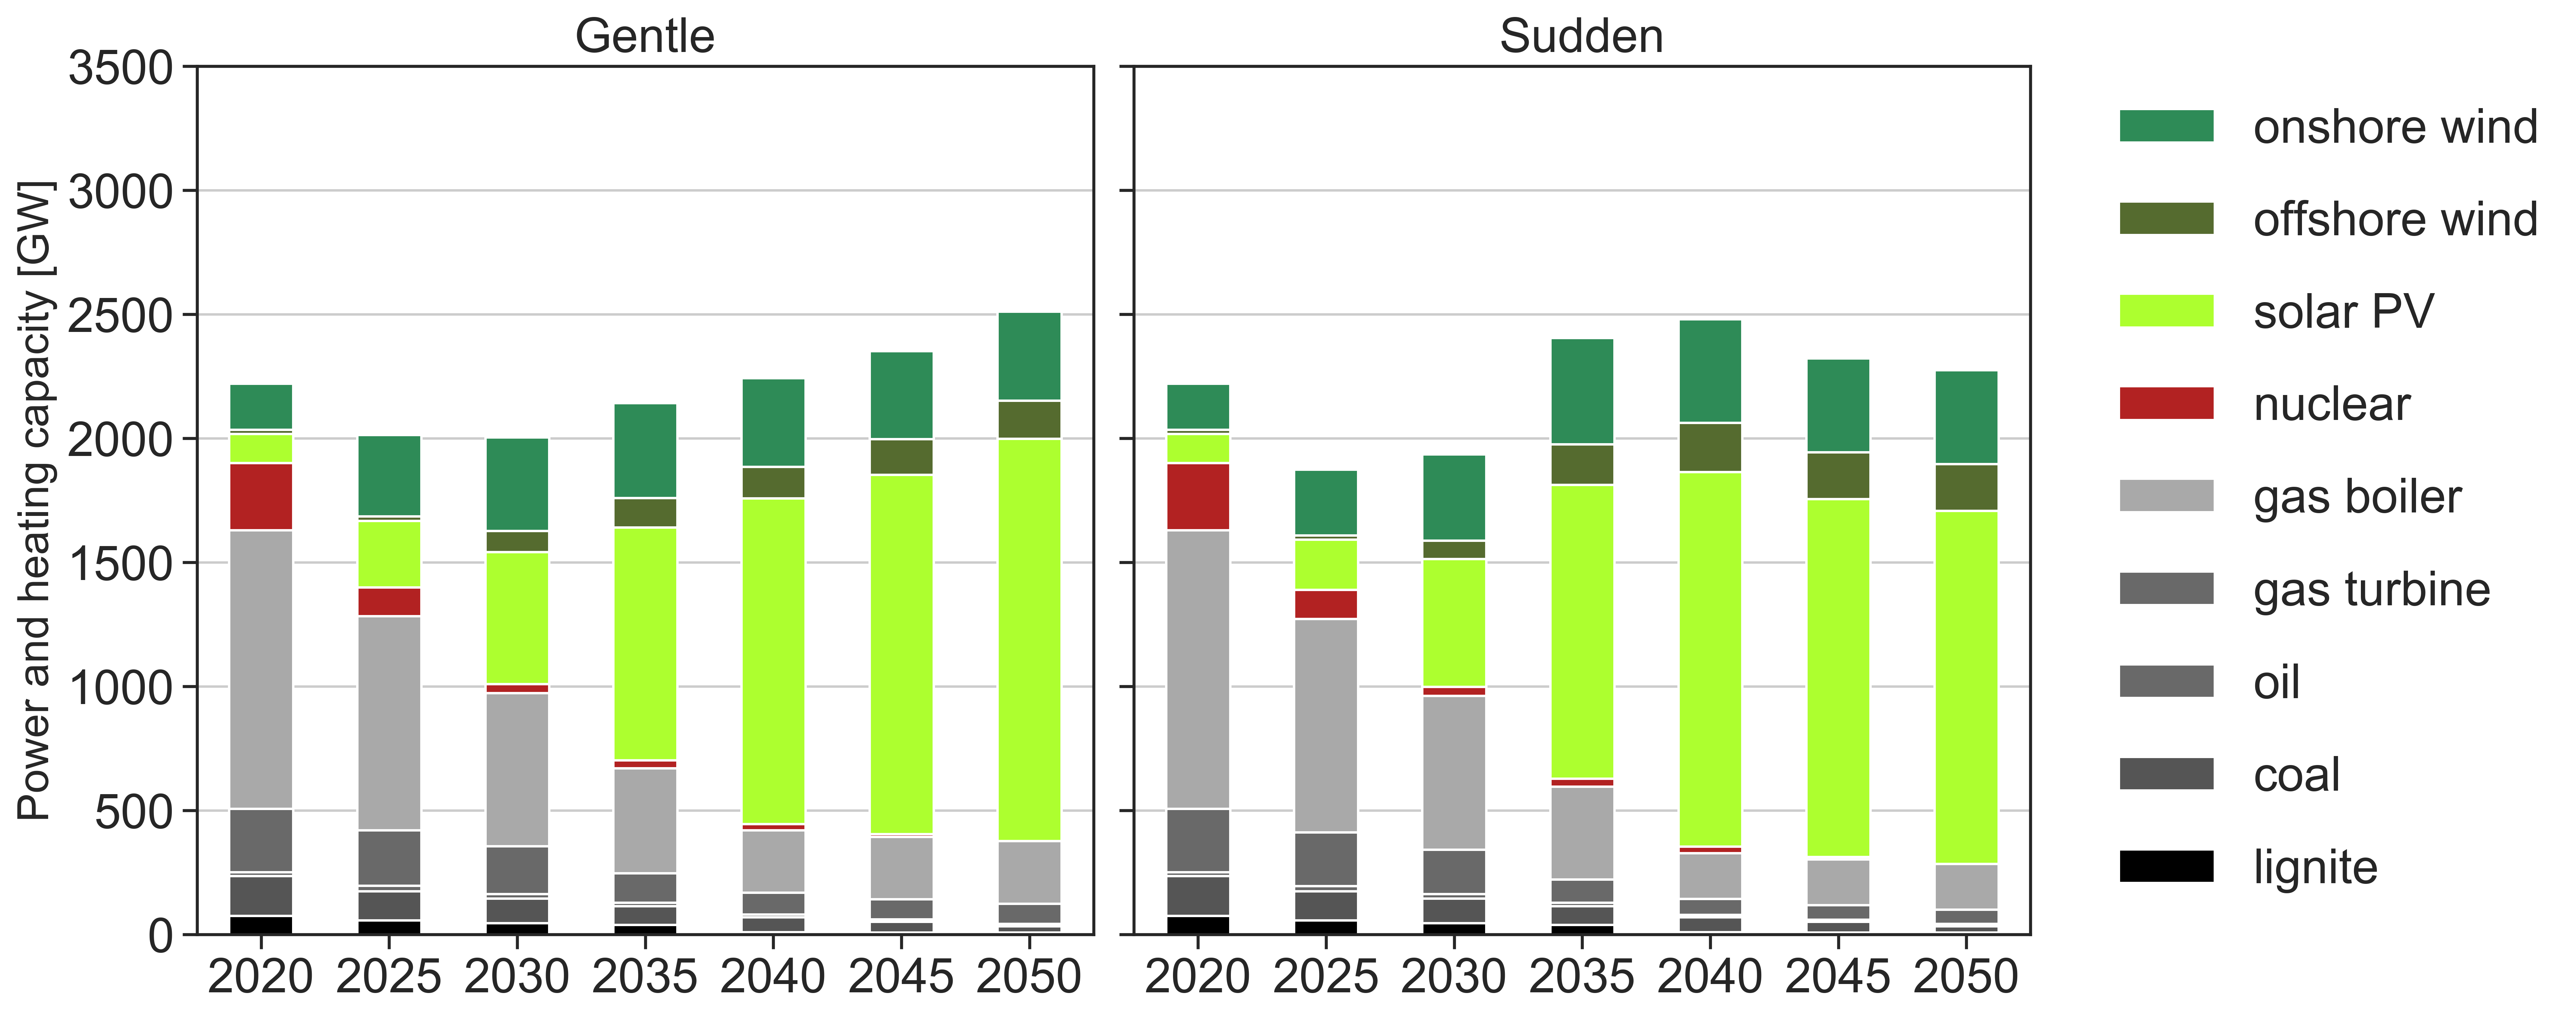 Gentle
Sudden
Power and heating capacity [GW]
3500
3000
2500
2000
1500
1000
500
0
2020 2025 2030 2035 2040 2045 2050
2020 2025 2030 2035 2040 2045 2050
onshore wind
offshore wind
solar PV
nuclear
gas boiler
gas turbine
oil
coal
lignite